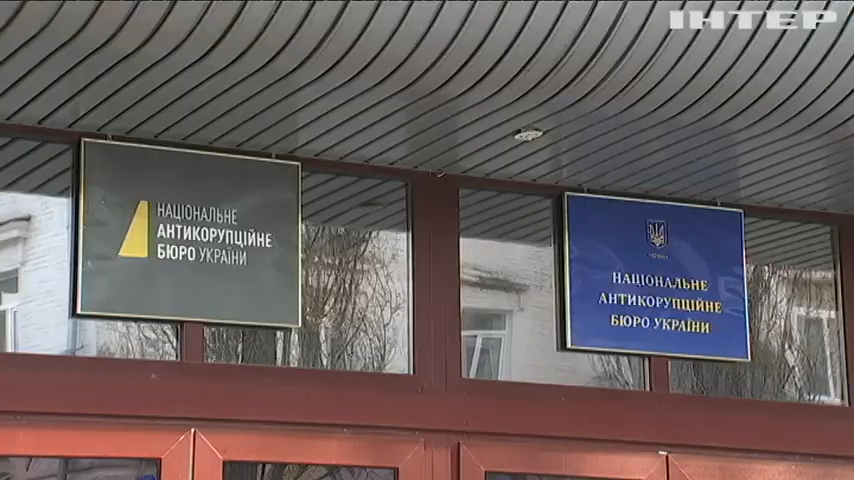 ІНТЕР
НАЦІОНАЛЬНЕ
АНТИКОРУПЦІЙНЕ
БЮРО УКРАЇНИ
НАЦІОНАЛЬНЕ
АНТИКОРУПЦІЙНЕ
БЮРО УКРАЇНИ